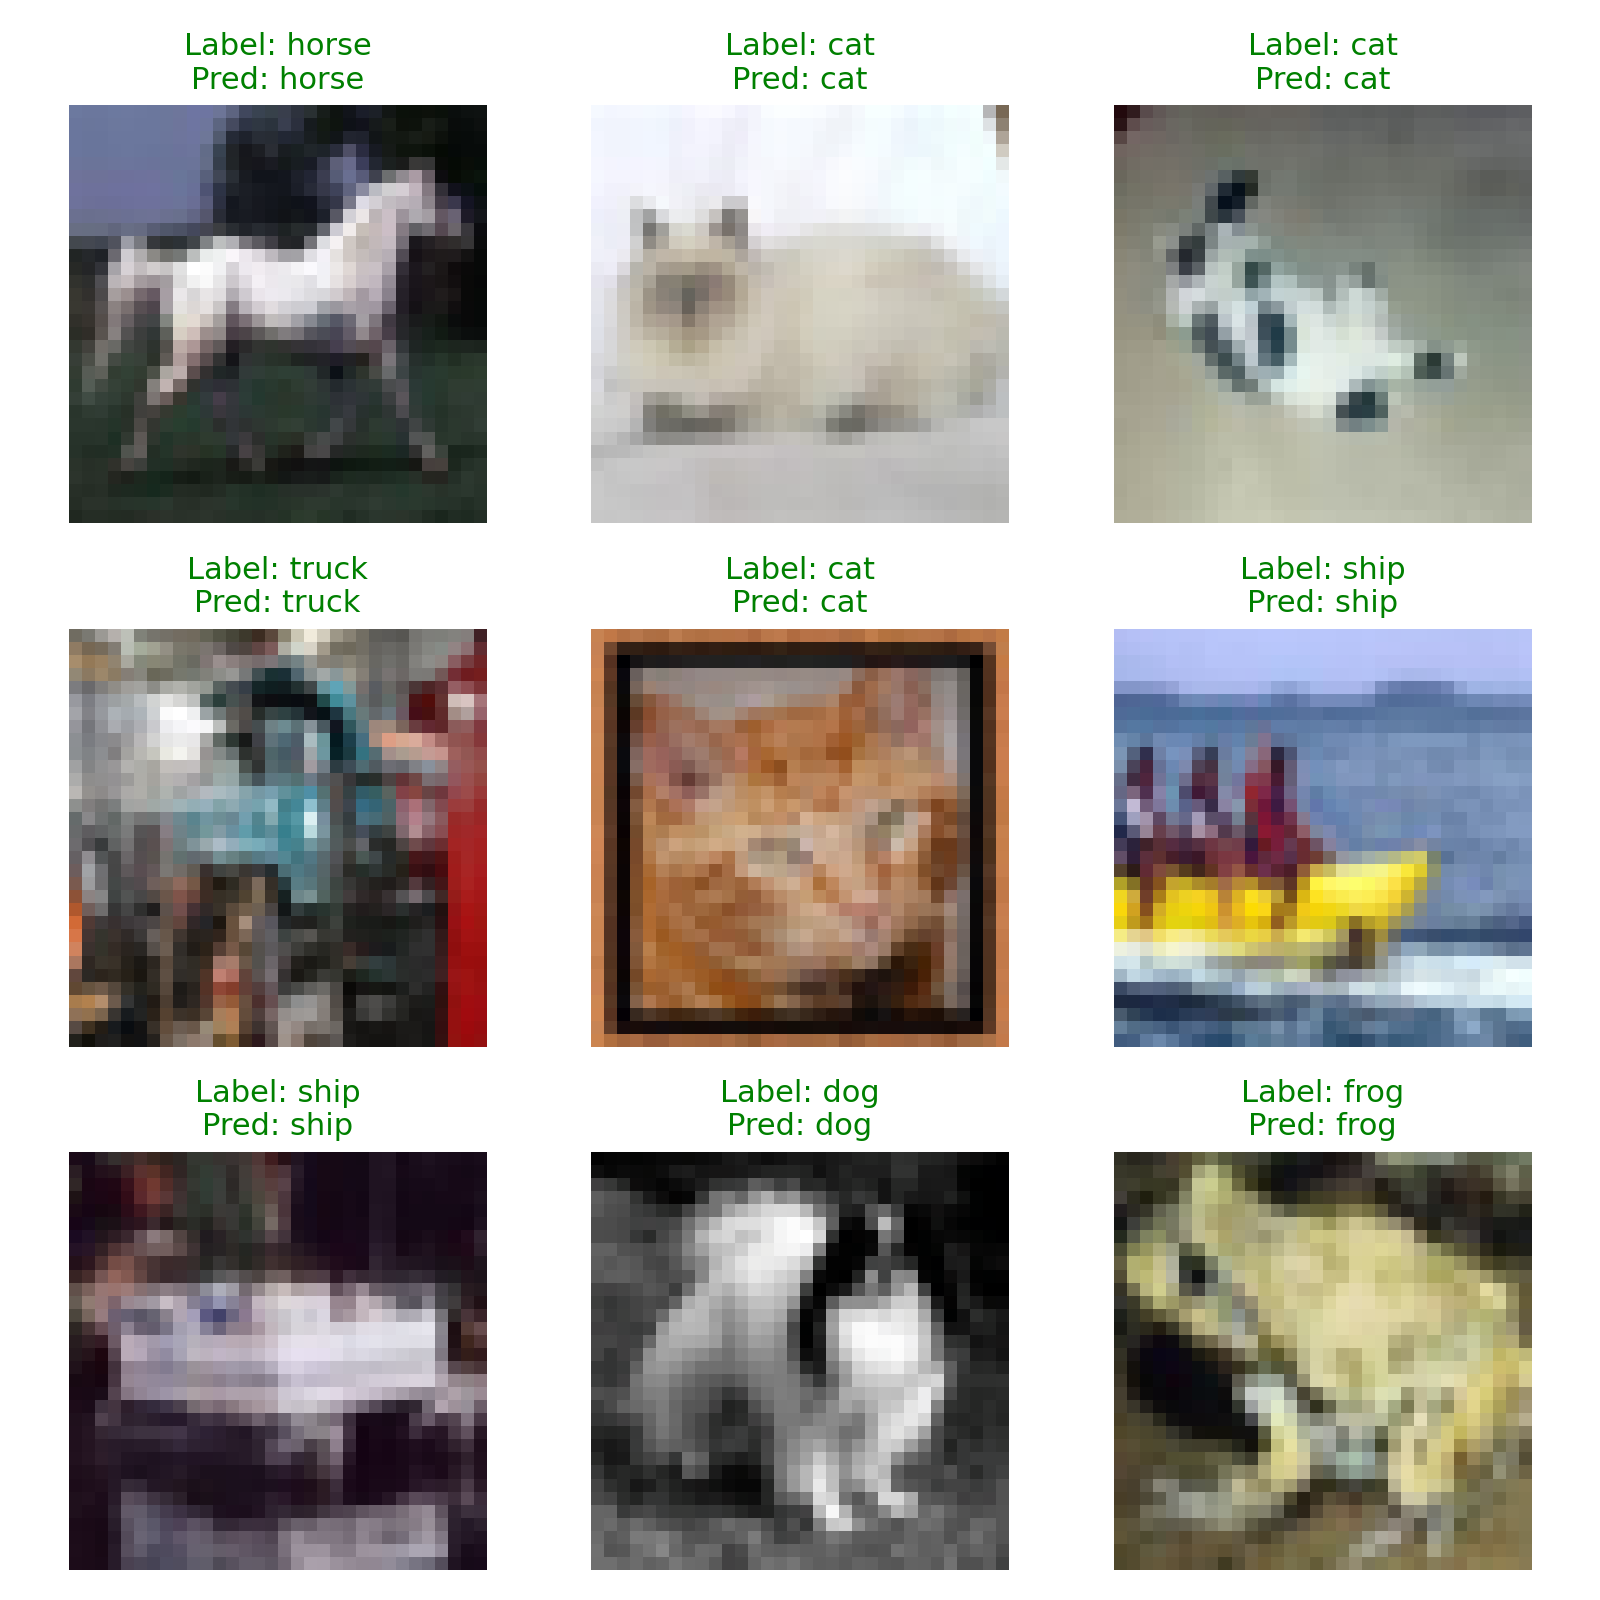 Label: horse
Pred: horse
Label: cat
Pred: cat
Label: cat
Pred: cat
Label: truck
Pred: truck
Label: cat
Pred: cat
Label: ship
Pred: ship
Label: ship
Pred: ship
Label: dog
Pred: dog
Label: frog
Pred: frog